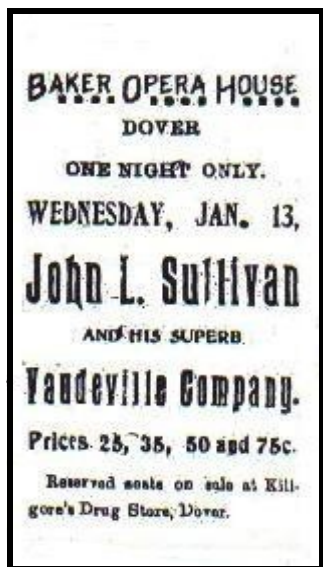 BAKER OPERA HOUSE
DOVER
ONE NIGHT ONLY.
WEDNESDAY, JAN. 13,
John L. Sullivan
AND HIS SUPERB
Vaudeville Company.
Prices 25, 35, 50 and 75c.
Reserved seats on sale at Kill-
gore's Drug Store, Dover.